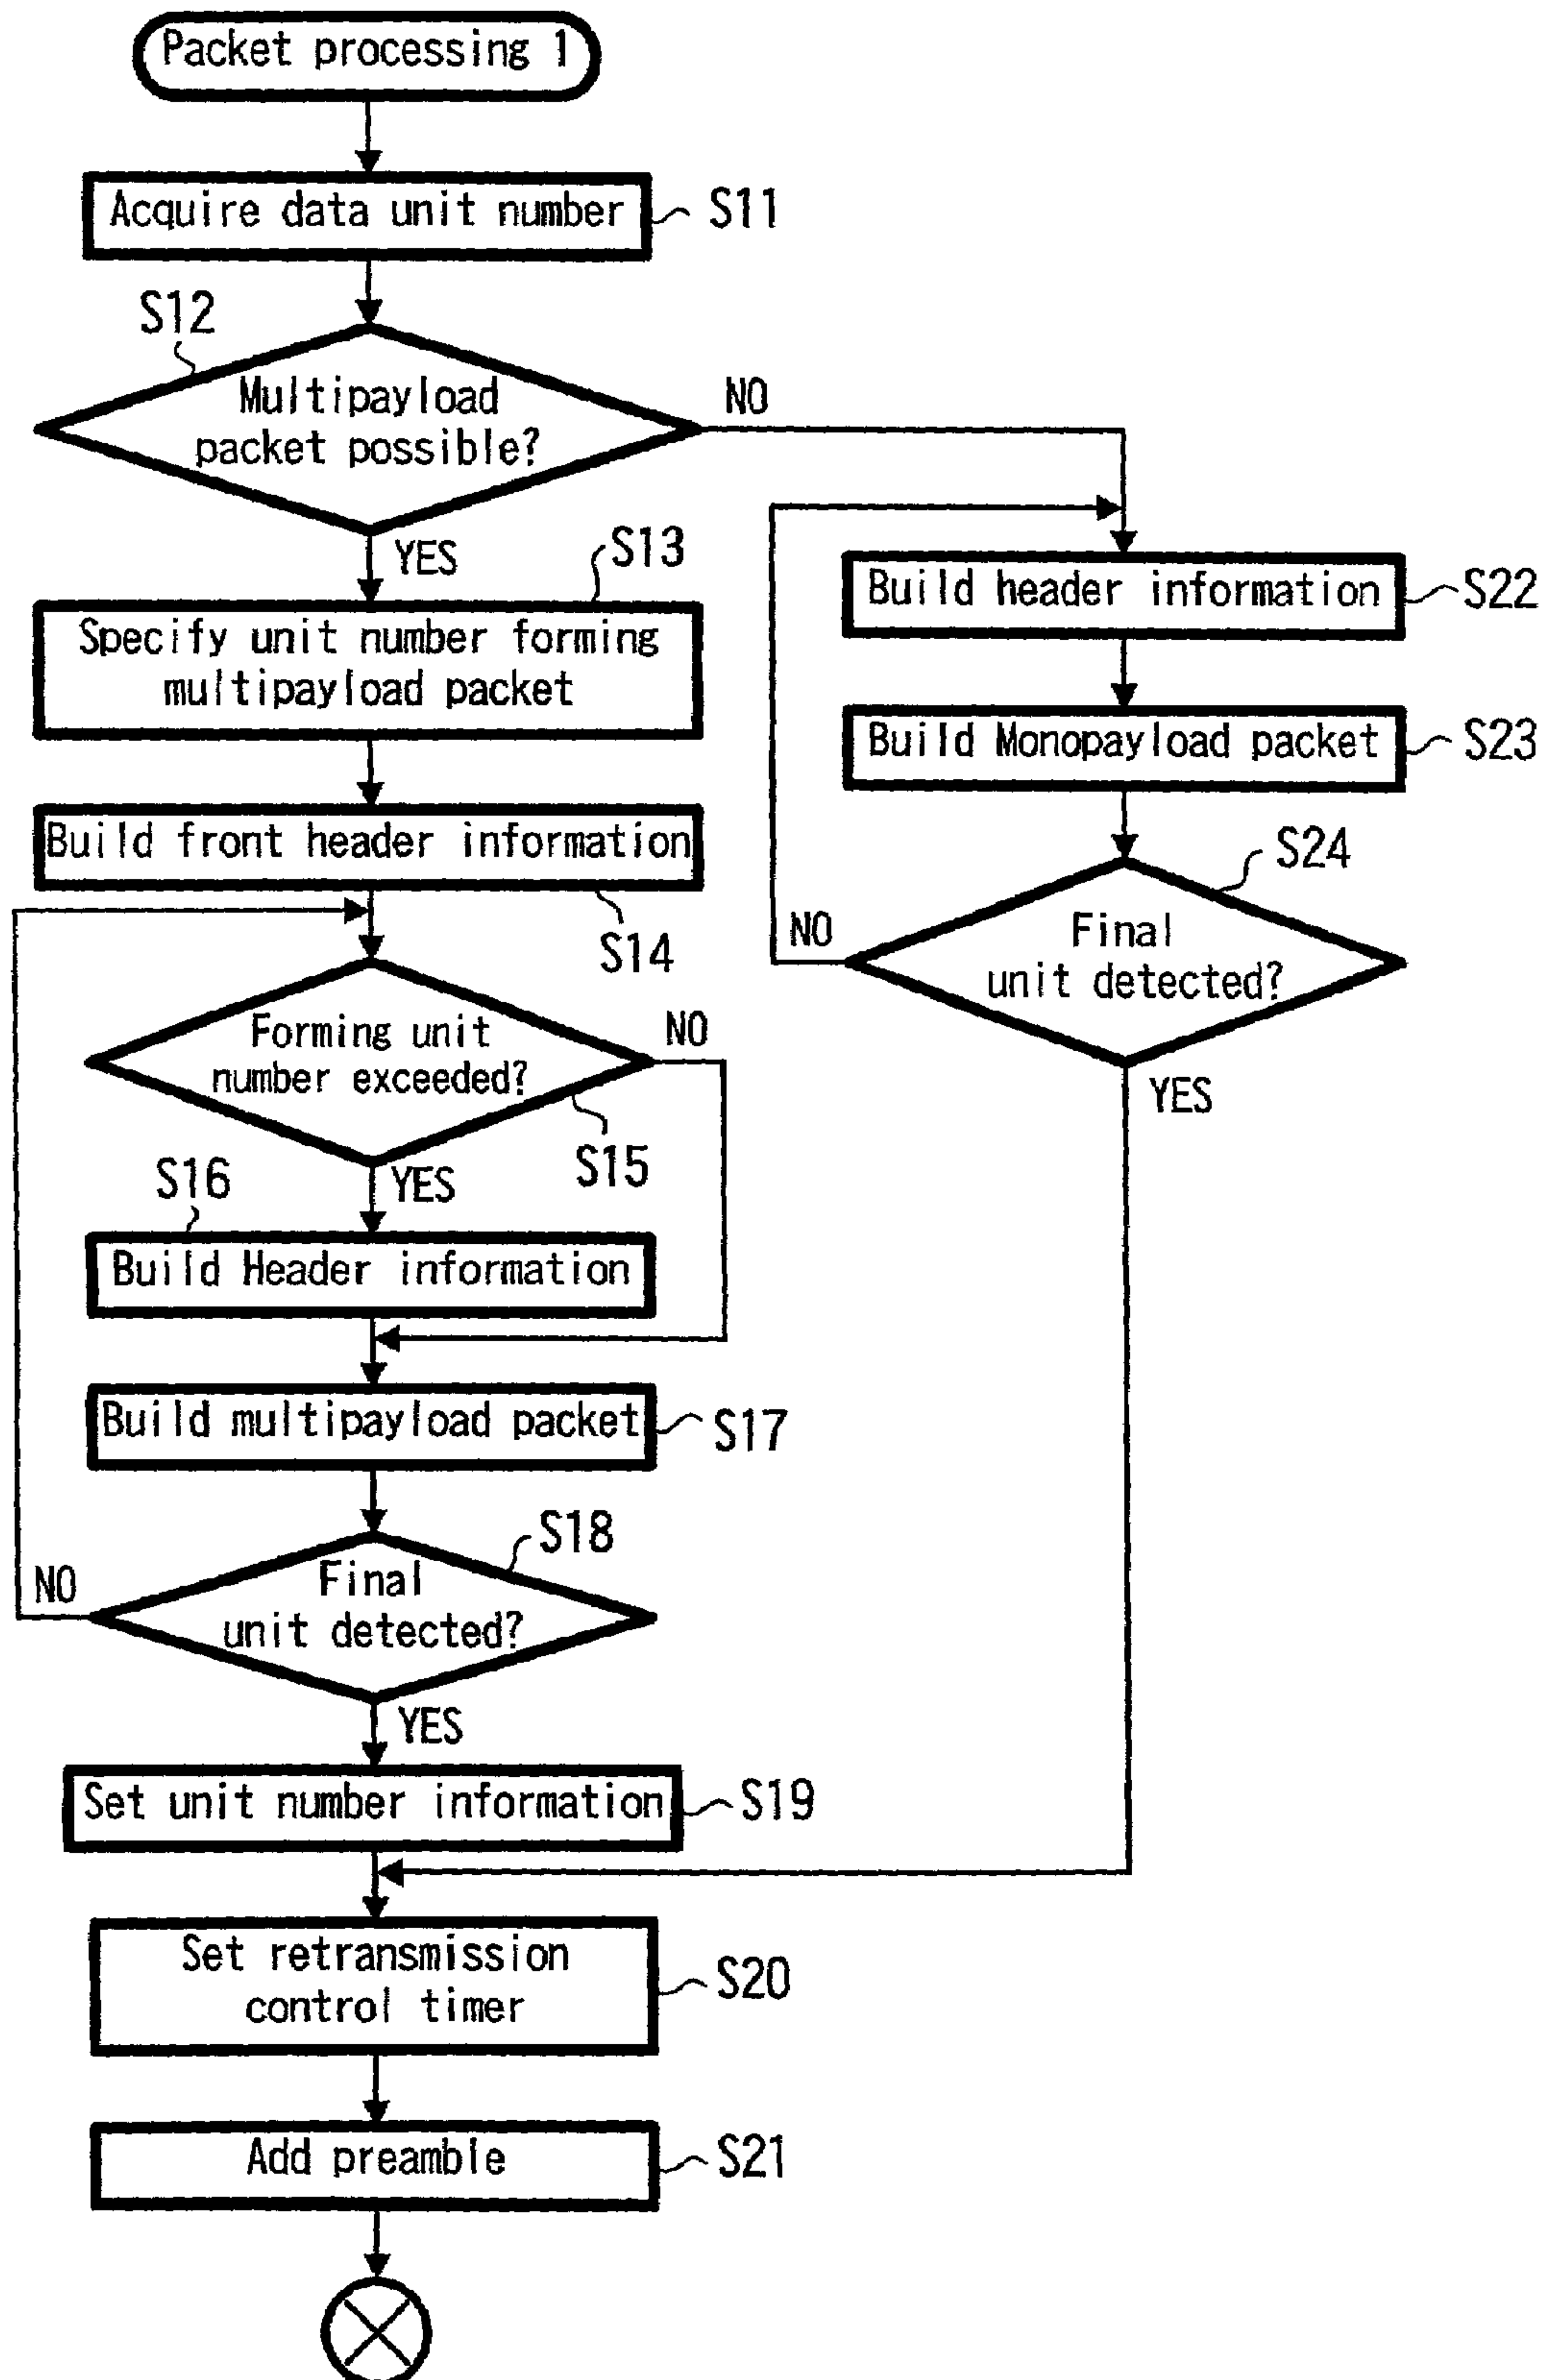 Packet processing 1
Acquire data unit number
S11
S12
Multipayload
packet possible?
NO
YES
S13
Specify unit number forming
multipayload packet
Build front header information
S14
Forming unit
number exceeded?
NO
S15
YES
S16
Build Header information
Build multipayload packet
S17
S18
Final
unit detected?
NO
YES
Set unit number information
S19
Set retransmission
control timer
S20
Add preamble
S21
Build header information
S22
Build Monopayload packet
S23
S24
Final
unit detected?
NO
YES